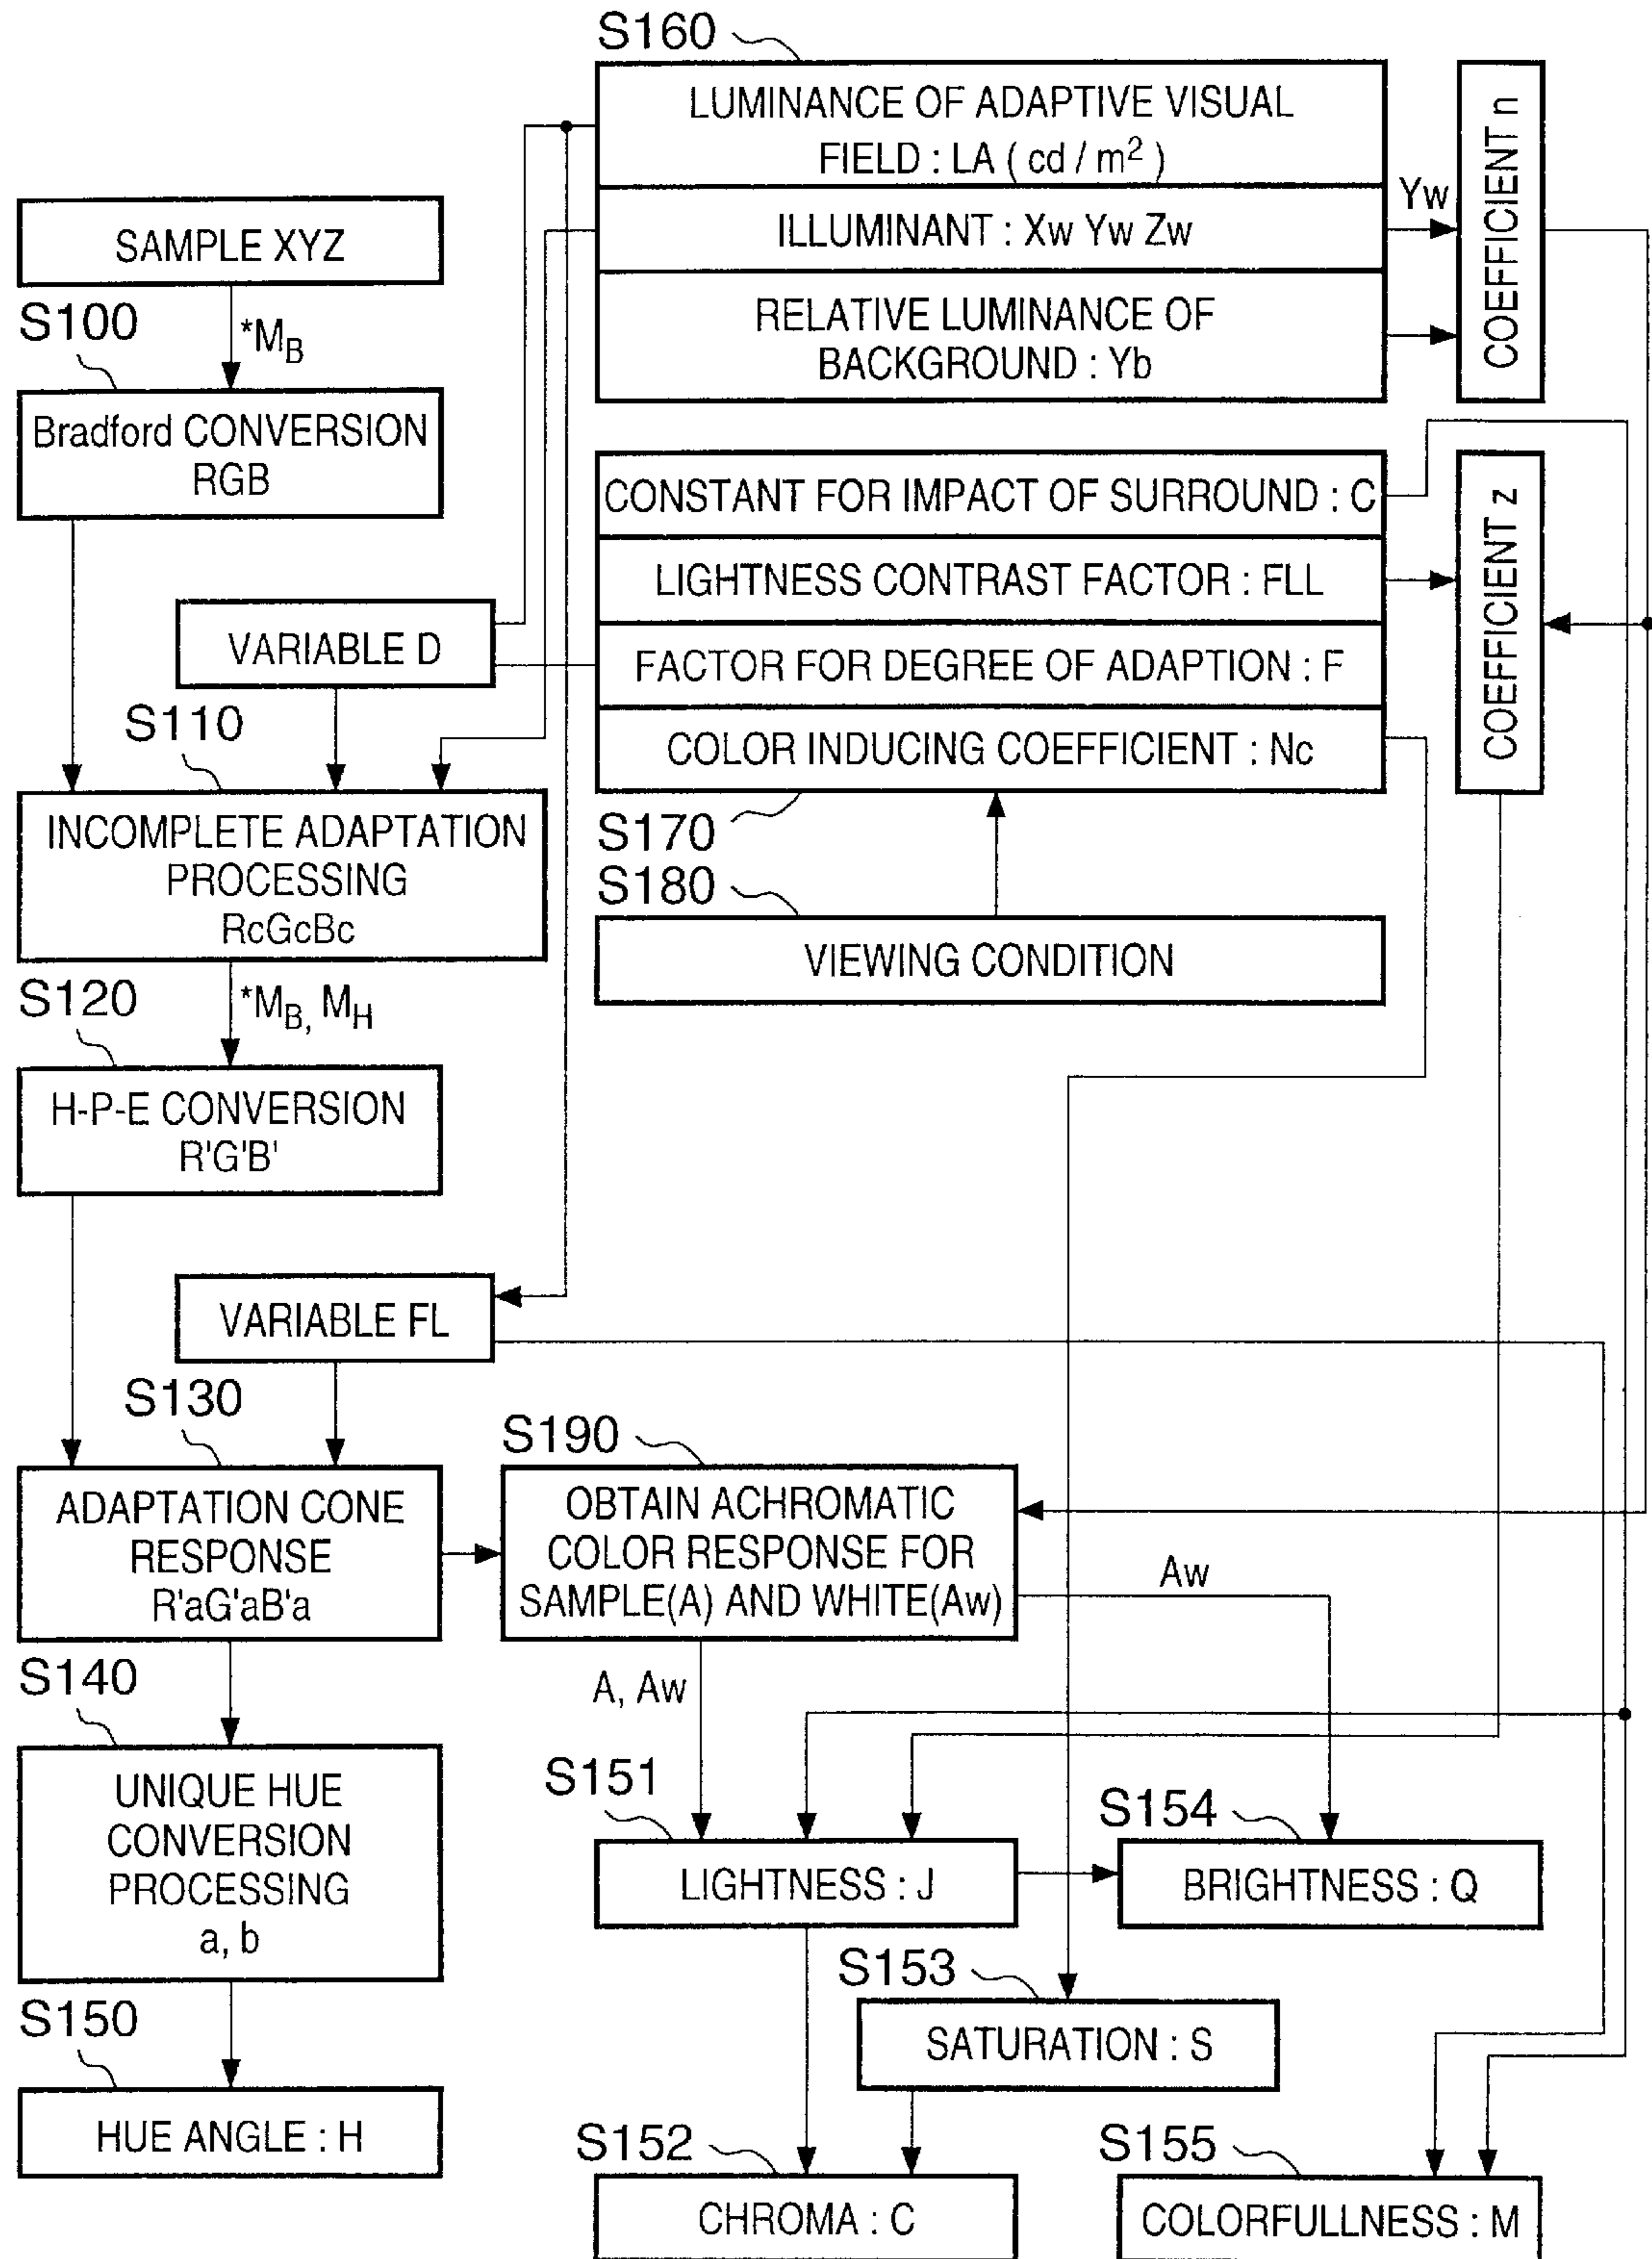 S160
LUMINANCE OF ADAPTIVE VISUAL
FIELD : LA ( cd / m² )
ILLUMINANT : Xw Yw Zw
RELATIVE LUMINANCE OF
BACKGROUND : Yb
Yw
COEFFICIENT n
SAMPLE XYZ
*MB
S100
Bradford CONVERSION
RGB
CONSTANT FOR IMPACT OF SURROUND : C
LIGHTNESS CONTRAST FACTOR : FLL
FACTOR FOR DEGREE OF ADAPTION : F
COLOR INDUCING COEFFICIENT : Nc
COEFFICIENT z
VARIABLE D
S110
INCOMPLETE ADAPTATION
PROCESSING
RcGcBc
S170
S180
VIEWING CONDITION
S120
*MB, MH
H-P-E CONVERSION
R'G'B'
VARIABLE FL
S130
ADAPTATION CONE
RESPONSE
R'aG'aB'a
S190
OBTAIN ACHROMATIC
COLOR RESPONSE FOR
SAMPLE(A) AND WHITE(Aw)
Aw
A, Aw
S140
UNIQUE HUE
CONVERSION
PROCESSING
a, b
S151
LIGHTNESS : J
S154
BRIGHTNESS : Q
S153
SATURATION : S
S150
HUE ANGLE : H
S152
CHROMA : C
S155
COLORFULLNESS : M